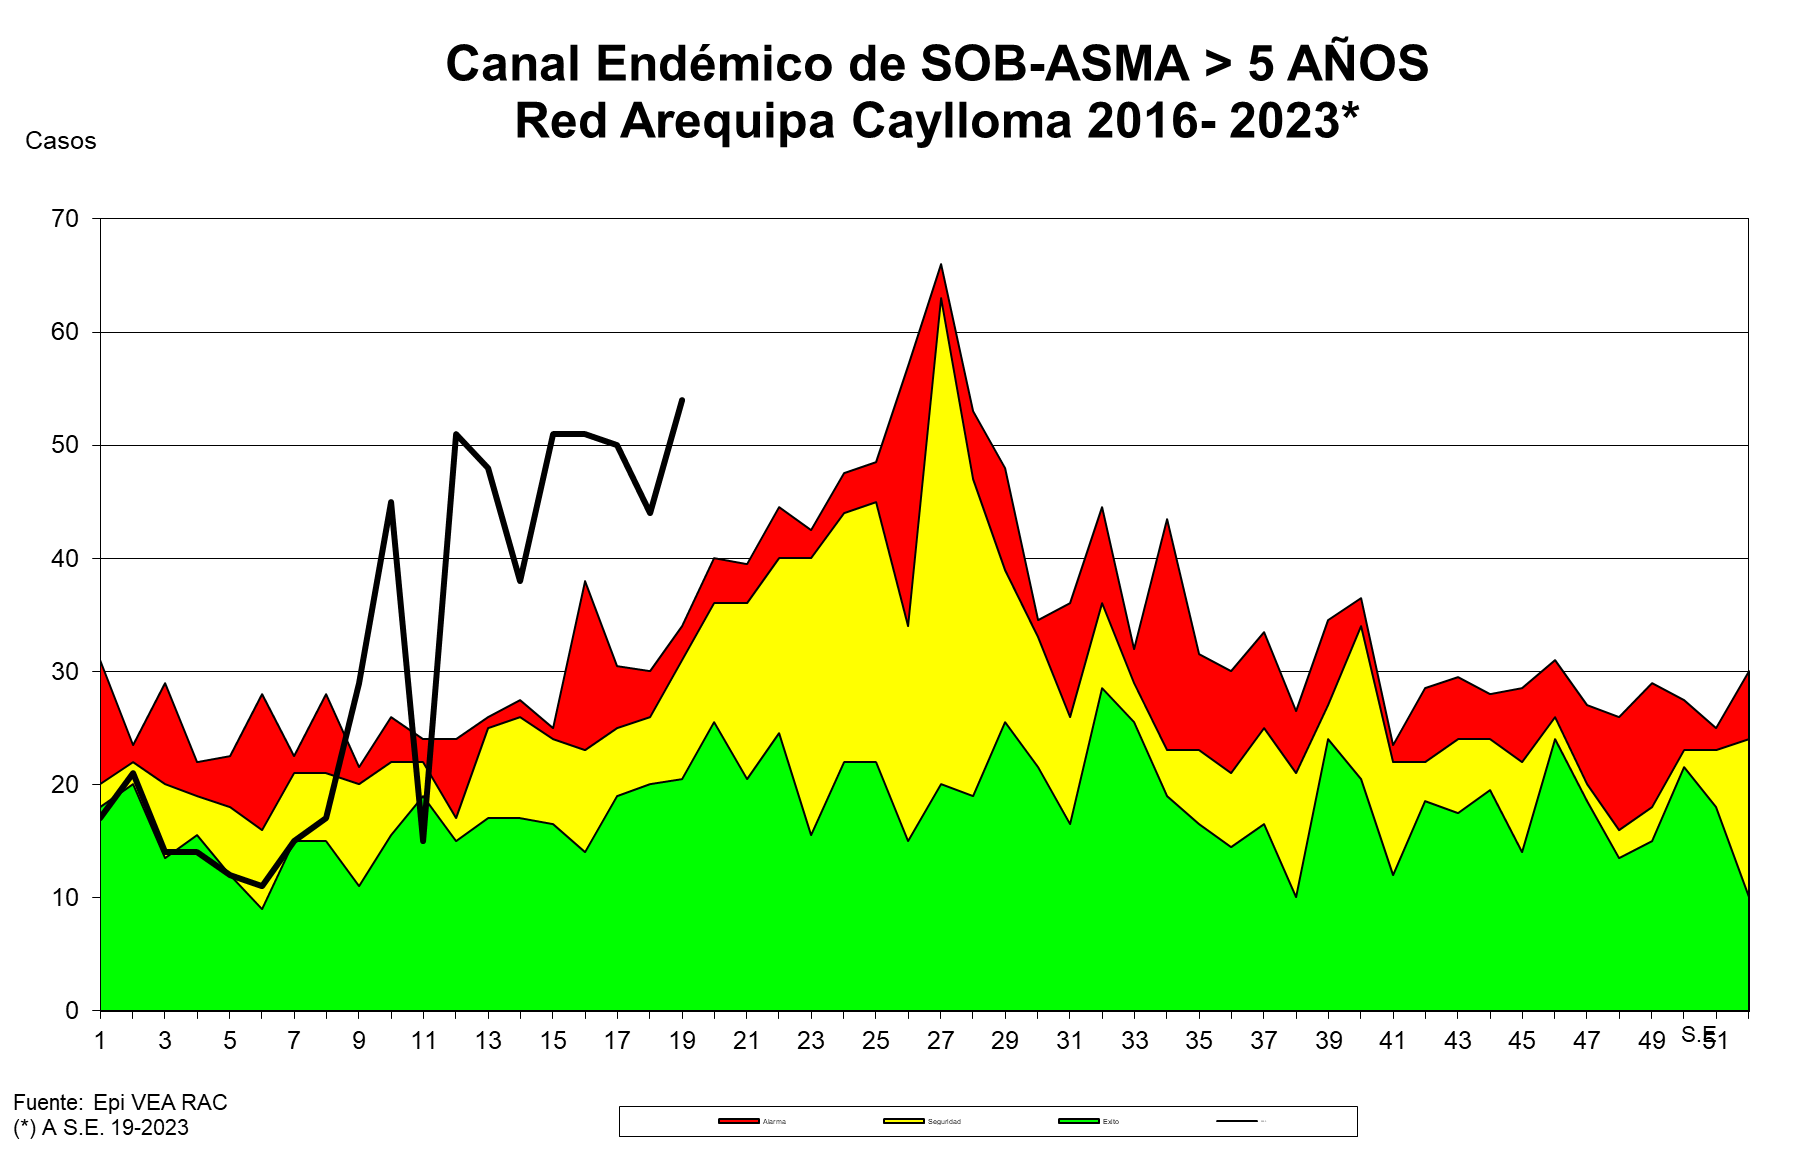 Canal Endémico de SOB-ASMA > 5 AÑOS
Red Arequipa Caylloma 2016- 2023*
Casos
70
60
50
40
30
20
10
0
1 3 5 7 9 11 13 15 17 19 21 23 25 27 29 31 33 35 37 39 41 43 45 47 49 51
S.E
Fuente: Epi VEA RAC
(*) A S.E. 19-2023
Alarma Seguridad Exito